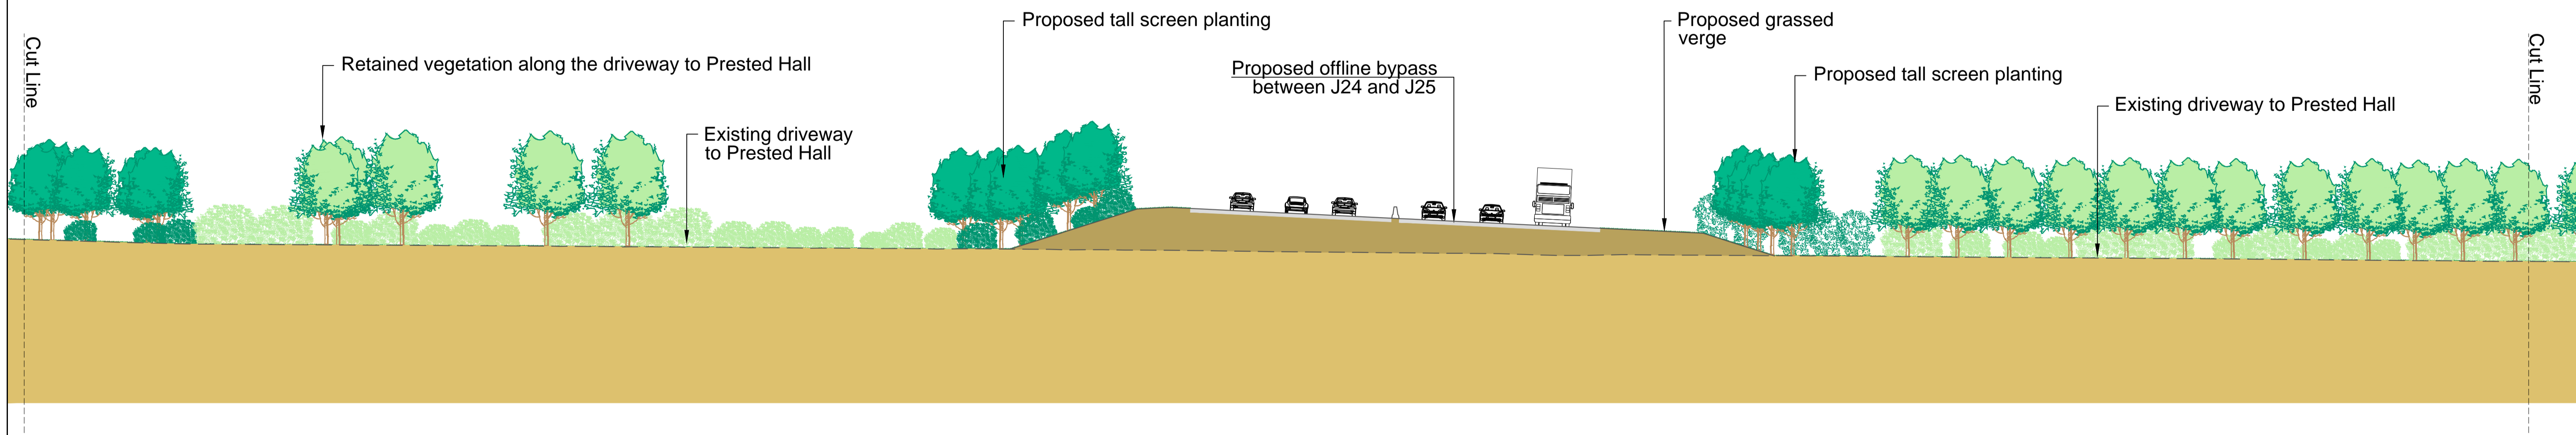 Cut Line
Retained vegetation along the driveway to Prested Hall
Existing driveway
to Prested Hall
Proposed tall screen planting
Proposed offline bypass
between J24 and J25
Proposed grassed
verge
Proposed tall screen planting
Existing driveway to Prested Hall
Cut Line